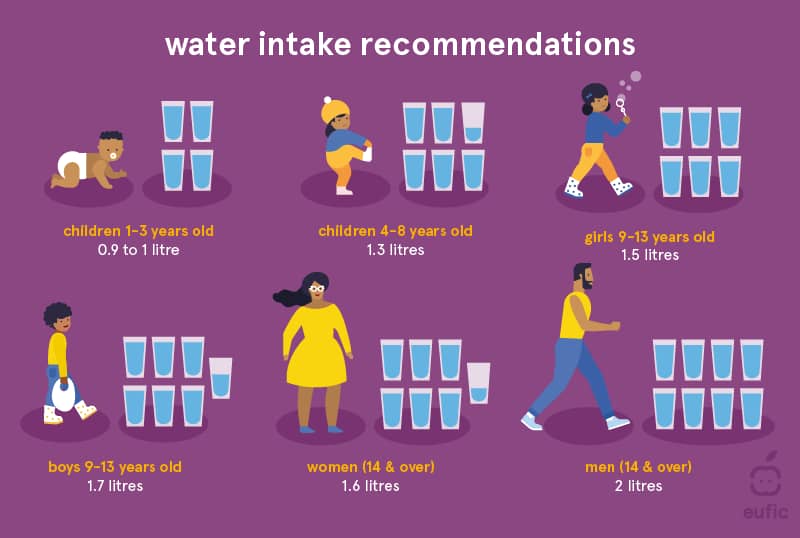 water intake recommendations
children 1-3 years old
0.9 to 1 litre
children 4-8 years old
1.3 litres
girls 9-13 years old
1.5 litres
boys 9-13 years old
1.7 litres
women (14 & over)
1.6 litres
men (14 & over)
2 litres
eufic